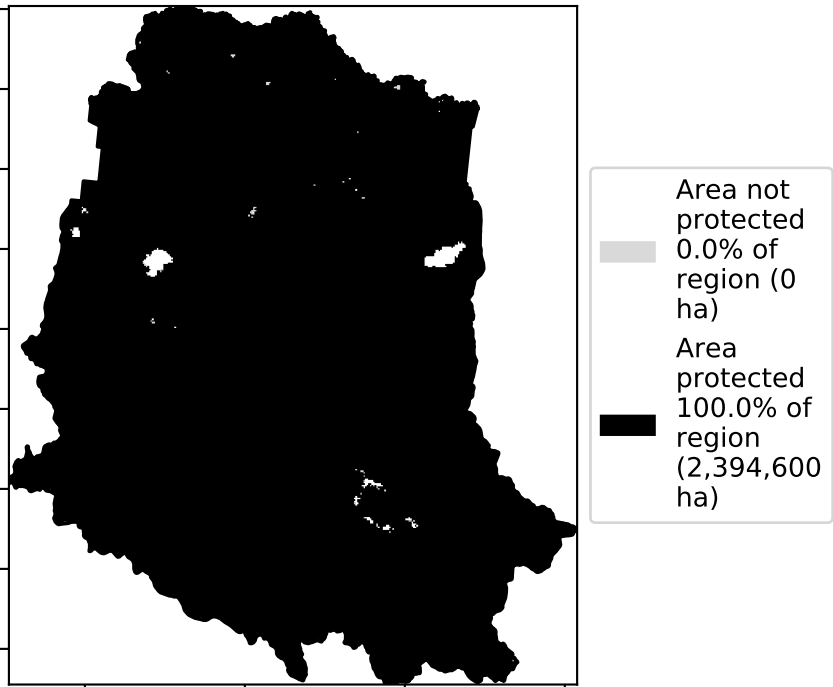 Area not
protected
0.0% of
region (0
ha)
Area
protected
100.0% of
region
(2,394,600
ha)